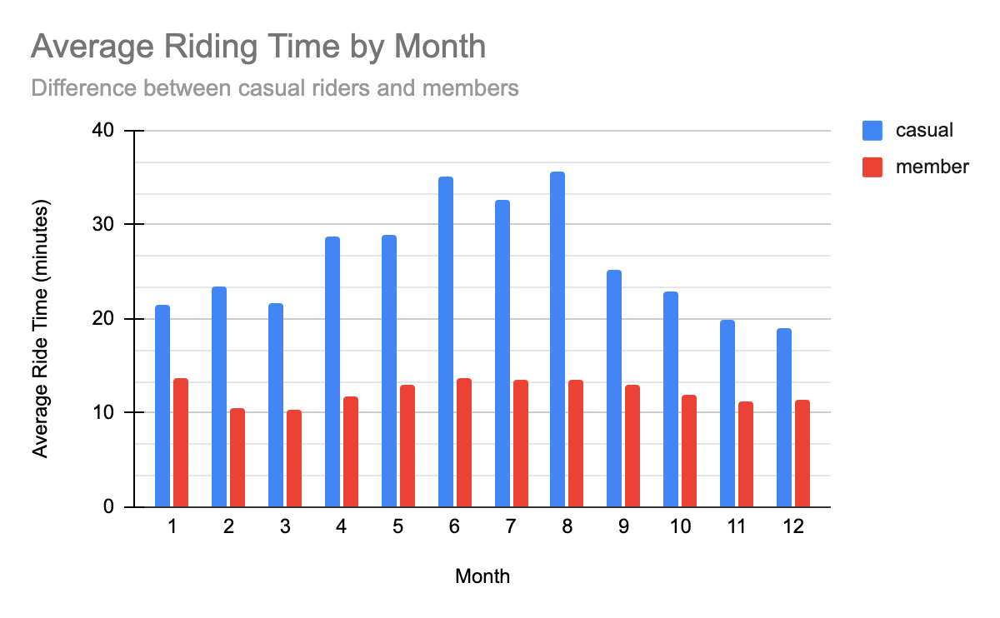 Average Riding Time by Month
Difference between casual riders and members
casual
member
Average Ride Time (minutes)
40
30
20
10
0
1 2 3 4 5 6 7 8 9 10 11 12
Month